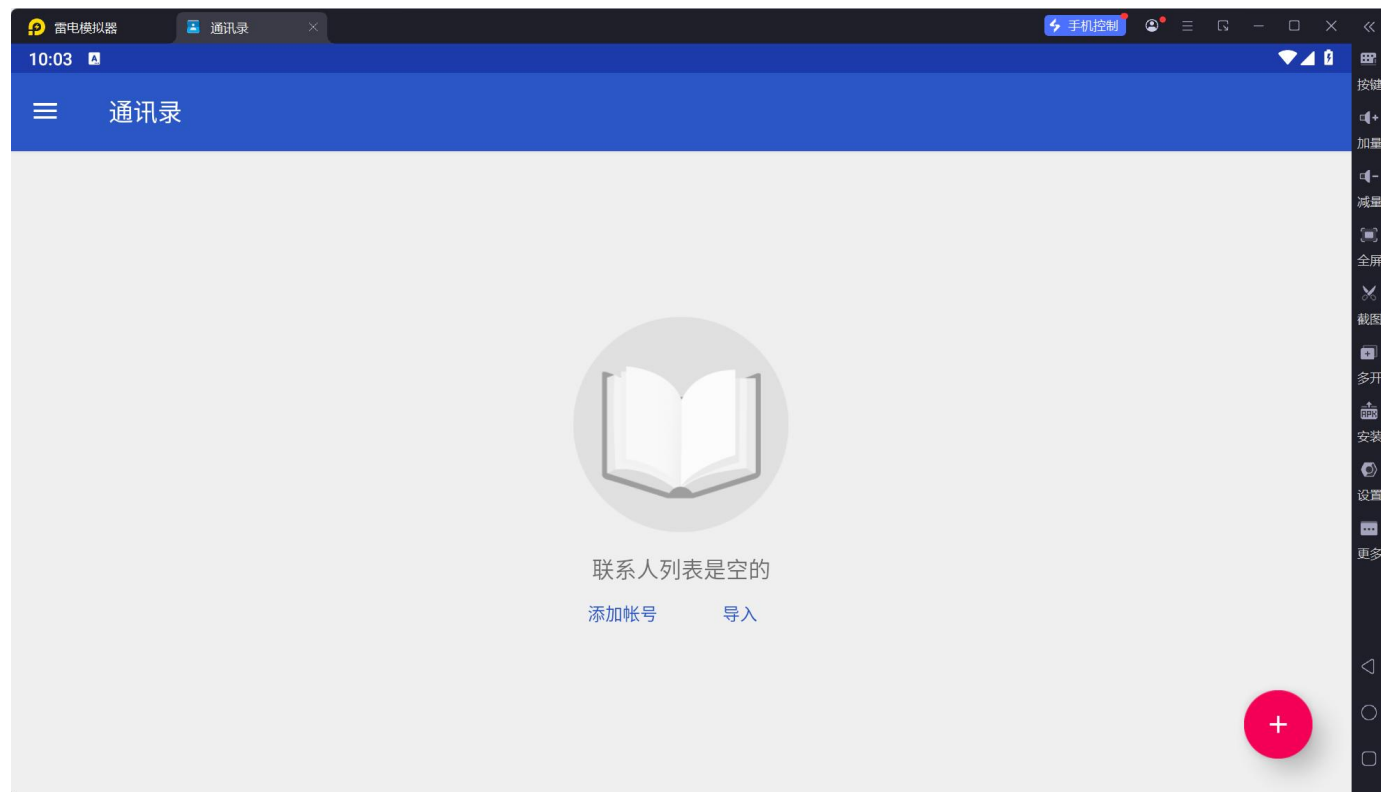 雷电模拟器
通讯录
手机控制
10:03
通讯录
联系人列表是空的
添加帐号
导入
按键
加量
减量
全屏
截图
多开
安装
设置
更多